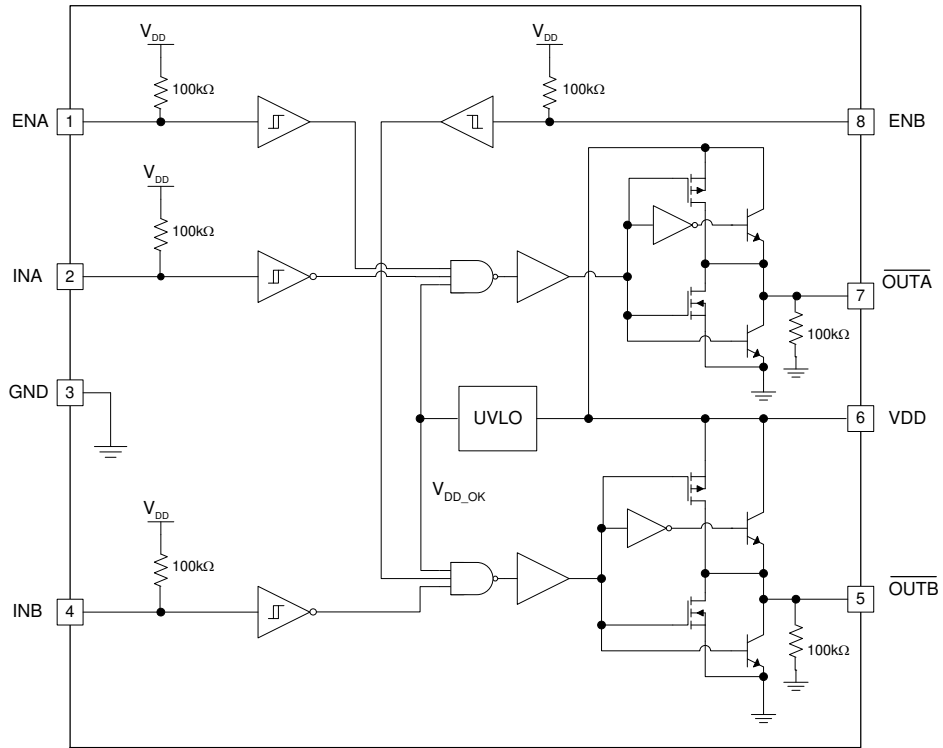 V_DD
V_DD
100kΩ
100kΩ
ENA
1
8
ENB
V_DD
100kΩ
INA
2
7
OUTA
100kΩ
GND
3
UVLO
6
VDD
V_DD_OK
V_DD
100kΩ
INB
4
5
OUTB
100kΩ